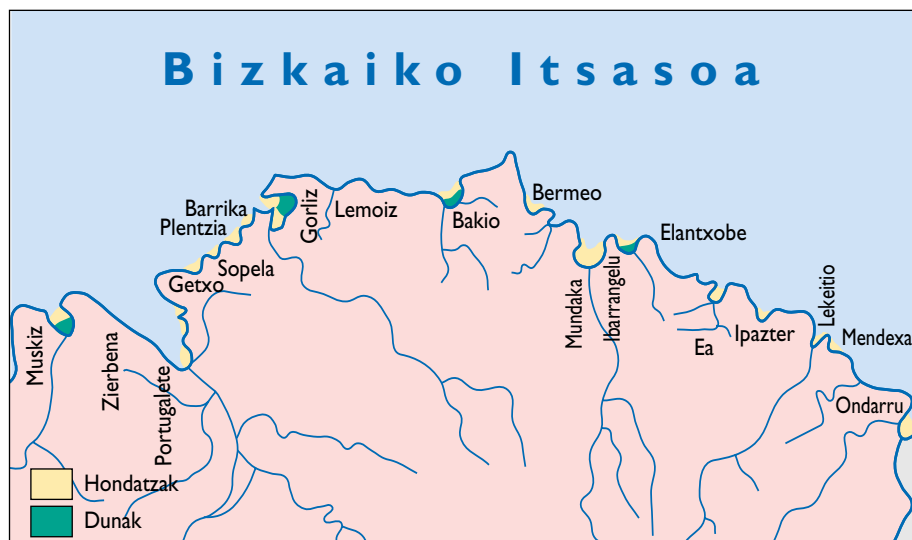 Bizkaiko Itsasoa
Bermeo
Barrika
Plentzia
Gorliz
Lemoiz
Bakio
Elantxobe
Sopela
Getxo
Mundaka
Ibarrangelu
Lekeitio
Muskiz
Zierbena
Portugalete
Ea
Ipazter
Mendexa
Ondarru
Hondatzak
Dunak